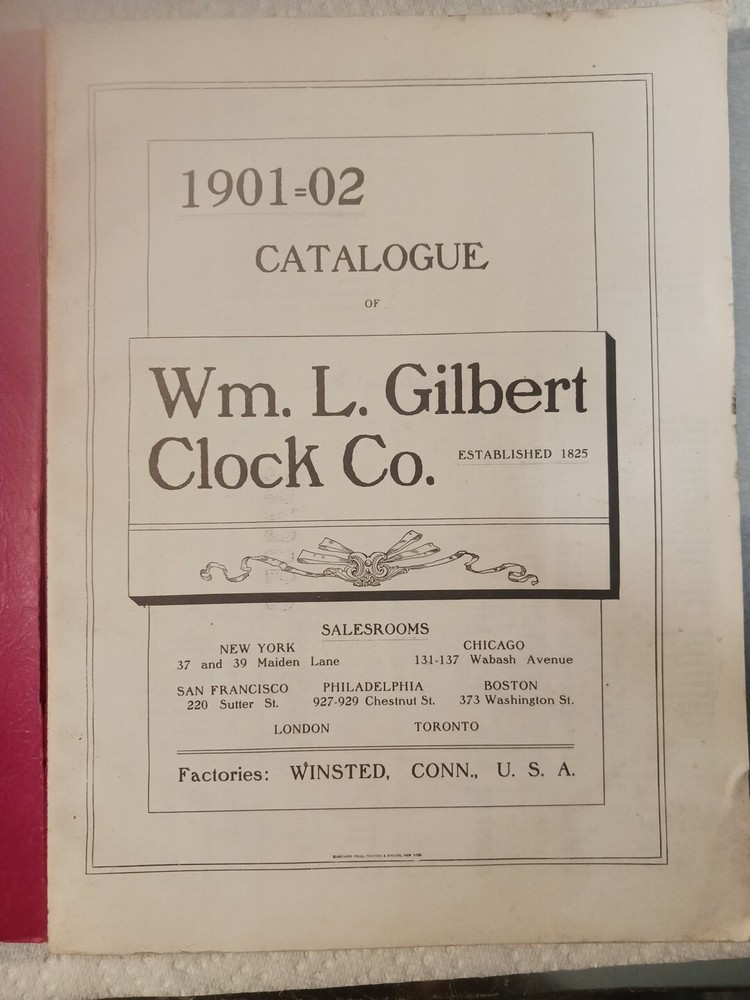 1901=02
CATALOGUE
OF
Wm. L. Gilbert
Clock Co. ESTABLISHED 1825
SALESROOMS
NEW YORK CHICAGO
37 and 39 Maiden Lane 131-137 Wabash Avenue
SAN FRANCISCO PHILADELPHIA BOSTON
220 Sutter St. 927-929 Chestnut St. 373 Washington St.
LONDON TORONTO
Factories: WINSTED, CONN., U. S. A.